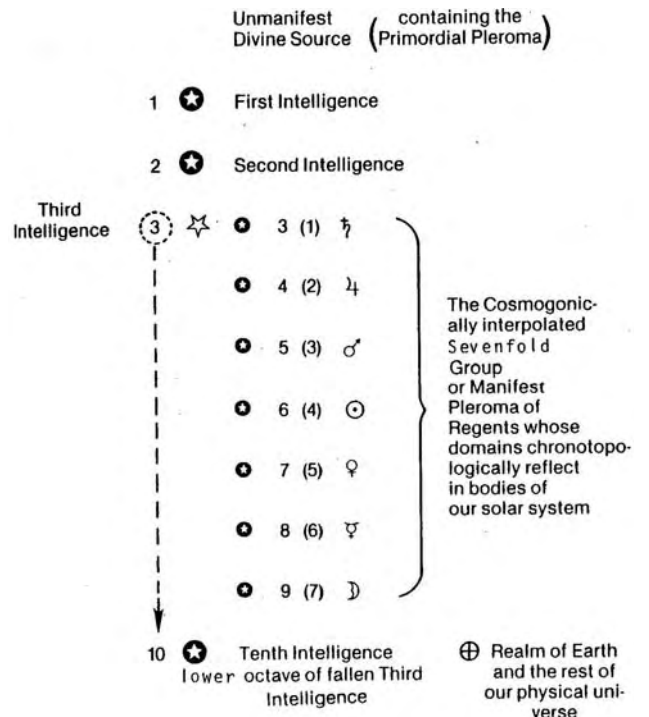 Unmanifest
Divine Source
(containing the
Primordial Pleroma)
1 ✪ First Intelligence
2 ✪ Second Intelligence
Third
Intelligence
3 ☆ ✪ 3 (1) ♄
✪ 4 (2) ♃
✪ 5 (3) ♂
✪ 6 (4) ☉
✪ 7 (5) ♀
✪ 8 (6) ☿
✪ 9 (7) ☽
The Cosmogonic-
ally interpolated
Sevenfold
Group
or Manifest
Pleroma of
Regents whose
domains chronotopo-
logically reflect
in bodies of
our solar system
10 ✪ Tenth Intelligence
lower octave of fallen Third
Intelligence
⊕ Realm of Earth
and the rest of
our physical uni-
verse